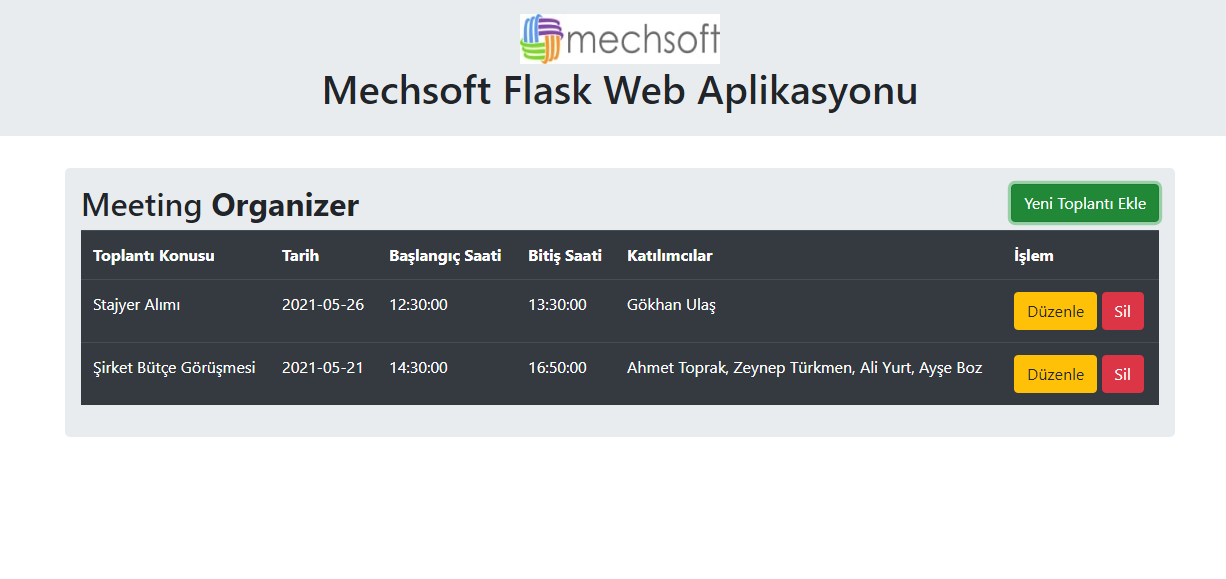 mechsoft
Mechsoft Flask Web Aplikasyonu
Meeting Organizer
Yeni Toplantı Ekle
Toplantı Konusu Tarih Başlangıç Saati Bitiş Saati Katılımcılar İşlem
Stajyer Alımı 2021-05-26 12:30:00 13:30:00 Gökhan Ulaş Düzenle Sil
Şirket Bütçe Görüşmesi 2021-05-21 14:30:00 16:50:00 Ahmet Toprak, Zeynep Türkmen, Ali Yurt, Ayşe Boz Düzenle Sil